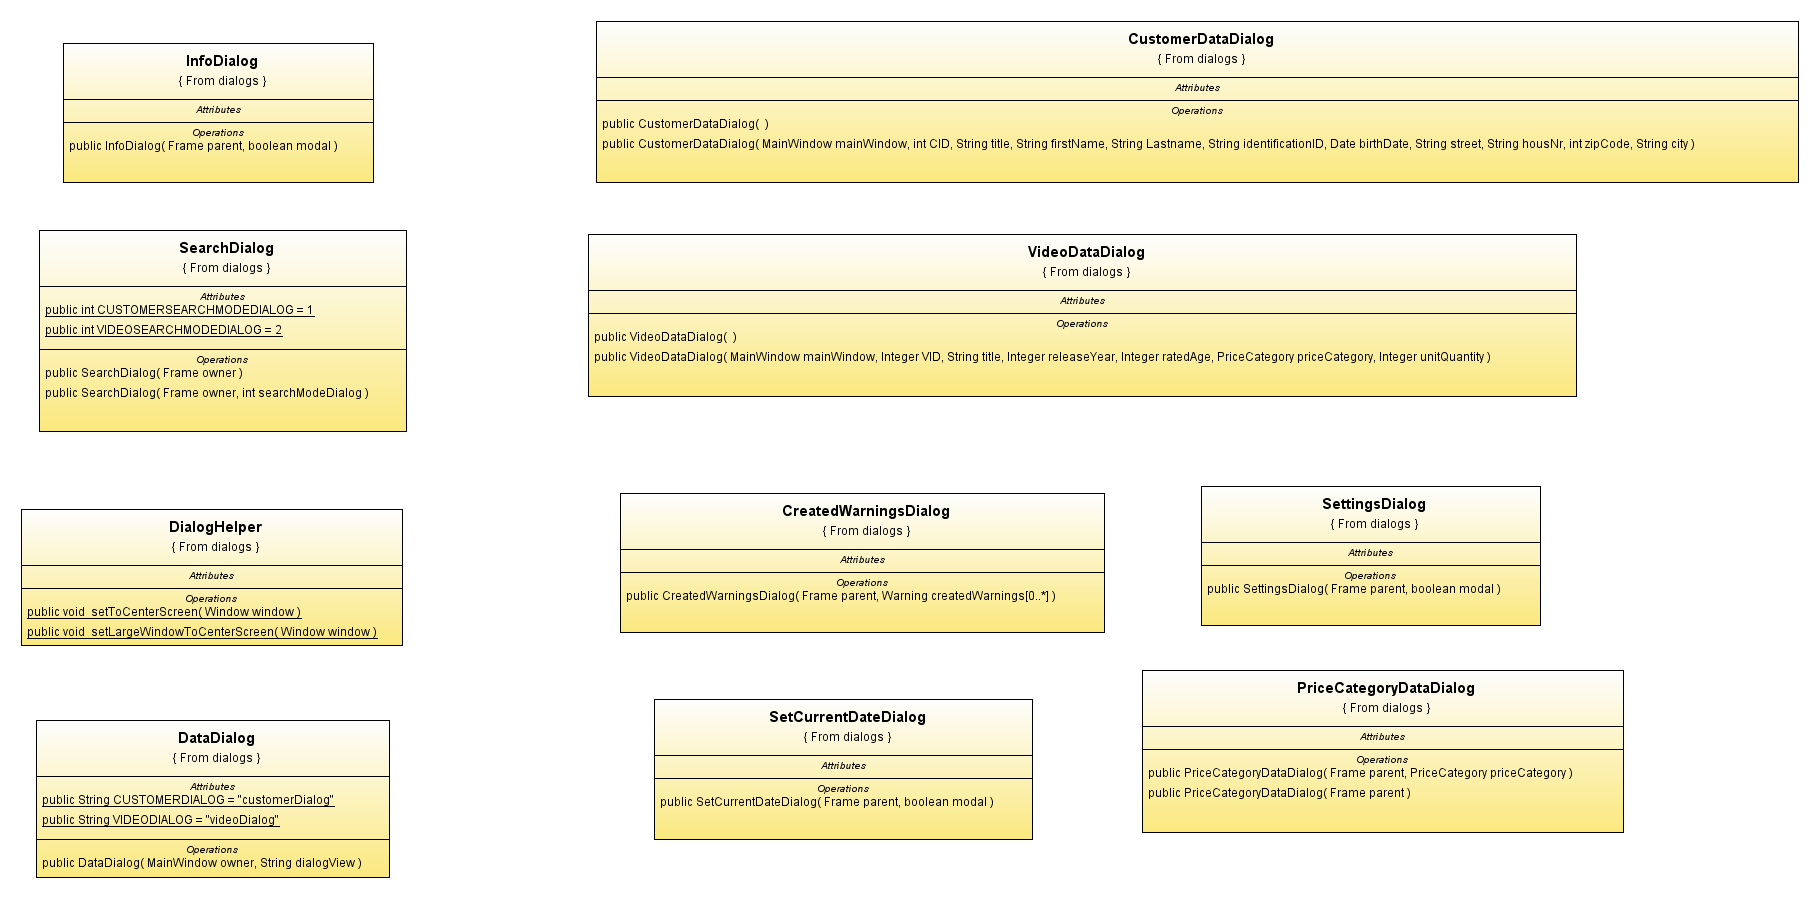 InfoDialog
{ From dialogs }
Attributes
Operations
public InfoDialog( Frame parent, boolean modal )
CustomerDataDialog
{ From dialogs }
Attributes
Operations
public CustomerDataDialog(  )
public CustomerDataDialog( MainWindow mainWindow, int CID, String title, String firstName, String Lastname, String identificationID, Date birthDate, String street, String housNr, int zipCode, String city )
SearchDialog
{ From dialogs }
Attributes
public int CUSTOMERSEARCHMODEDIALOG = 1
public int VIDEOSEARCHMODEDIALOG = 2
Operations
public SearchDialog( Frame owner )
public SearchDialog( Frame owner, int searchModeDialog )
VideoDataDialog
{ From dialogs }
Attributes
Operations
public VideoDataDialog(  )
public VideoDataDialog( MainWindow mainWindow, Integer VID, String title, Integer releaseYear, Integer ratedAge, PriceCategory priceCategory, Integer unitQuantity )
DialogHelper
{ From dialogs }
Attributes
Operations
public void  setToCenterScreen( Window window )
public void  setLargeWindowToCenterScreen( Window window )
CreatedWarningsDialog
{ From dialogs }
Attributes
Operations
public CreatedWarningsDialog( Frame parent, Warning createdWarnings[0..*] )
SettingsDialog
{ From dialogs }
Attributes
Operations
public SettingsDialog( Frame parent, boolean modal )
DataDialog
{ From dialogs }
Attributes
public String CUSTOMERDIALOG = "customerDialog"
public String VIDEODIALOG = "videoDialog"
Operations
public DataDialog( MainWindow owner, String dialogView )
SetCurrentDateDialog
{ From dialogs }
Attributes
Operations
public SetCurrentDateDialog( Frame parent, boolean modal )
PriceCategoryDataDialog
{ From dialogs }
Attributes
Operations
public PriceCategoryDataDialog( Frame parent, PriceCategory priceCategory )
public PriceCategoryDataDialog( Frame parent )